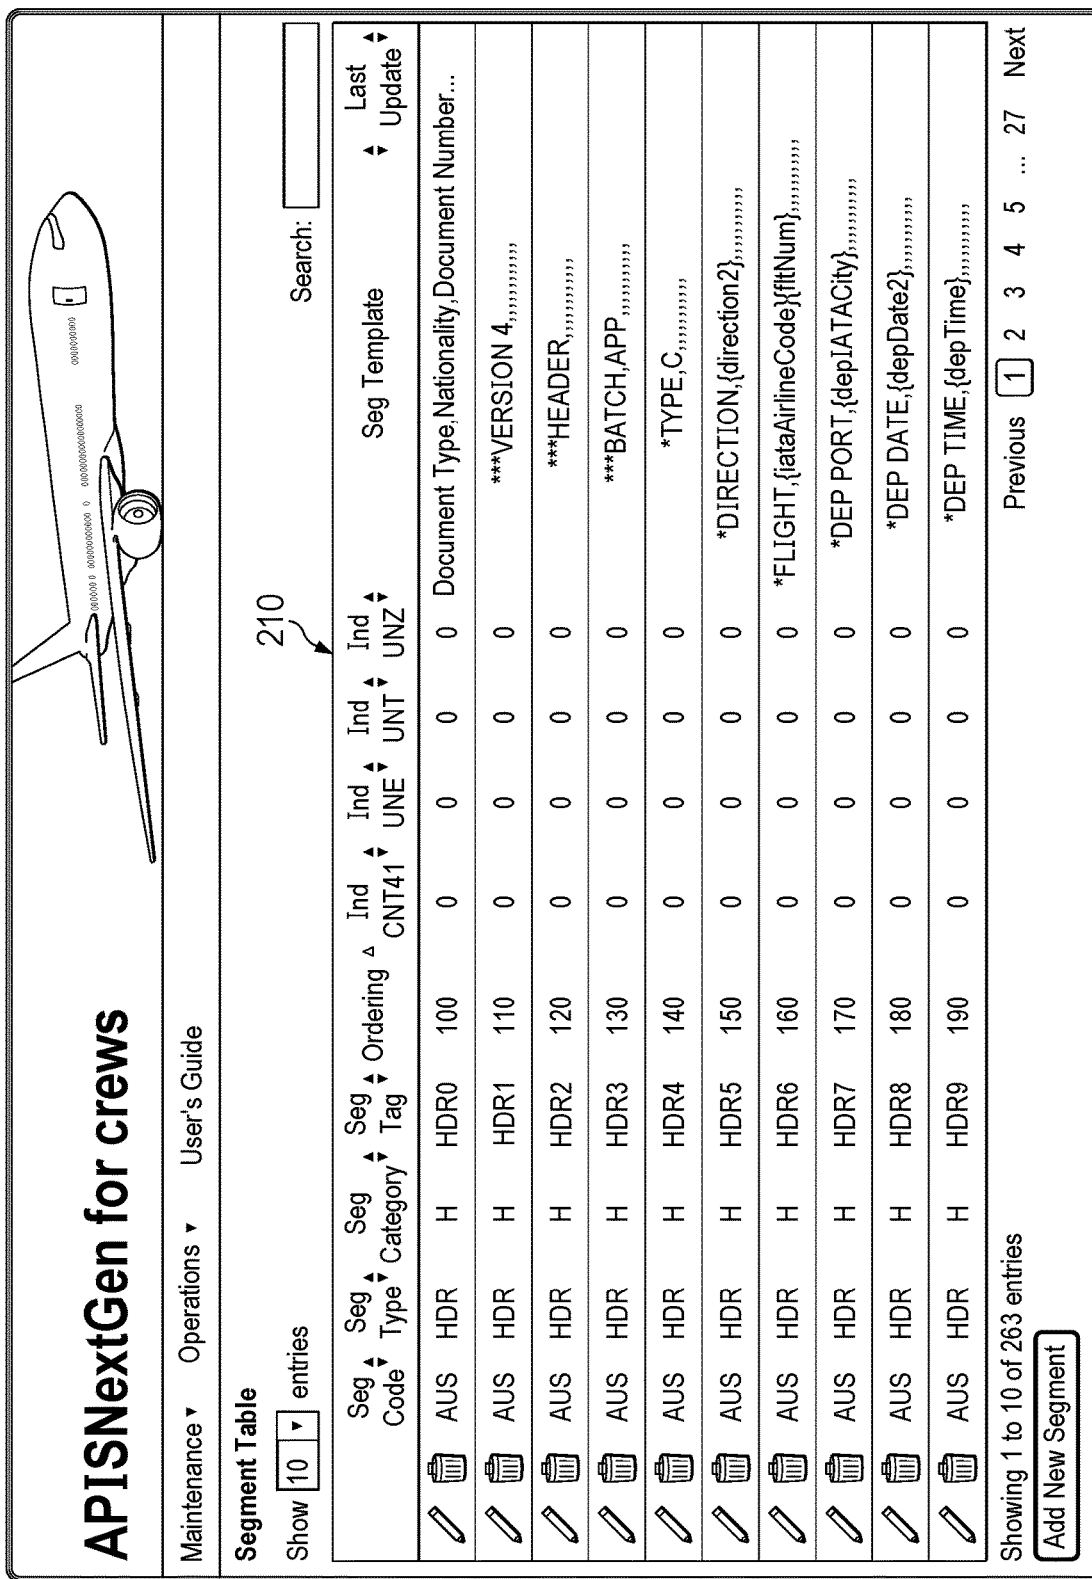 APISNextGen for crews
Maintenance ▾ Operations ▾ User's Guide
210
Segment Table
Show 10 ▾ entries Search:
Seg Code Seg Type Seg Category Seg Tag Ordering Ind CNT41 Ind UNE Ind UNT Ind UNZ Seg Template Last Update
AUS HDR H HDR0 100 0 0 0 0 Document Type,Nationality,Document Number...
AUS HDR H HDR1 110 0 0 0 0 ***VERSION 4,,,,,,,,,,,,
AUS HDR H HDR2 120 0 0 0 0 ***HEADER,,,,,,,,,,,,,
AUS HDR H HDR3 130 0 0 0 0 ***BATCH,APP,,,,,,,,,,,,
AUS HDR H HDR4 140 0 0 0 0 *TYPE,C,,,,,,,,,,,
AUS HDR H HDR5 150 0 0 0 0 *DIRECTION,{direction2},,,,,,,,,,,,
AUS HDR H HDR6 160 0 0 0 0 *FLIGHT,{iataAirlineCode}{fltNum},,,,,,,,,,,,
AUS HDR H HDR7 170 0 0 0 0 *DEP PORT,{depIATACity},,,,,,,,,,,,
AUS HDR H HDR8 180 0 0 0 0 *DEP DATE,{depDate2},,,,,,,,,,,
AUS HDR H HDR9 190 0 0 0 0 *DEP TIME,{depTime},,,,,,,,,,,
Showing 1 to 10 of 263 entries Previous 1 2 3 4 5 ... 27 Next
Add New Segment